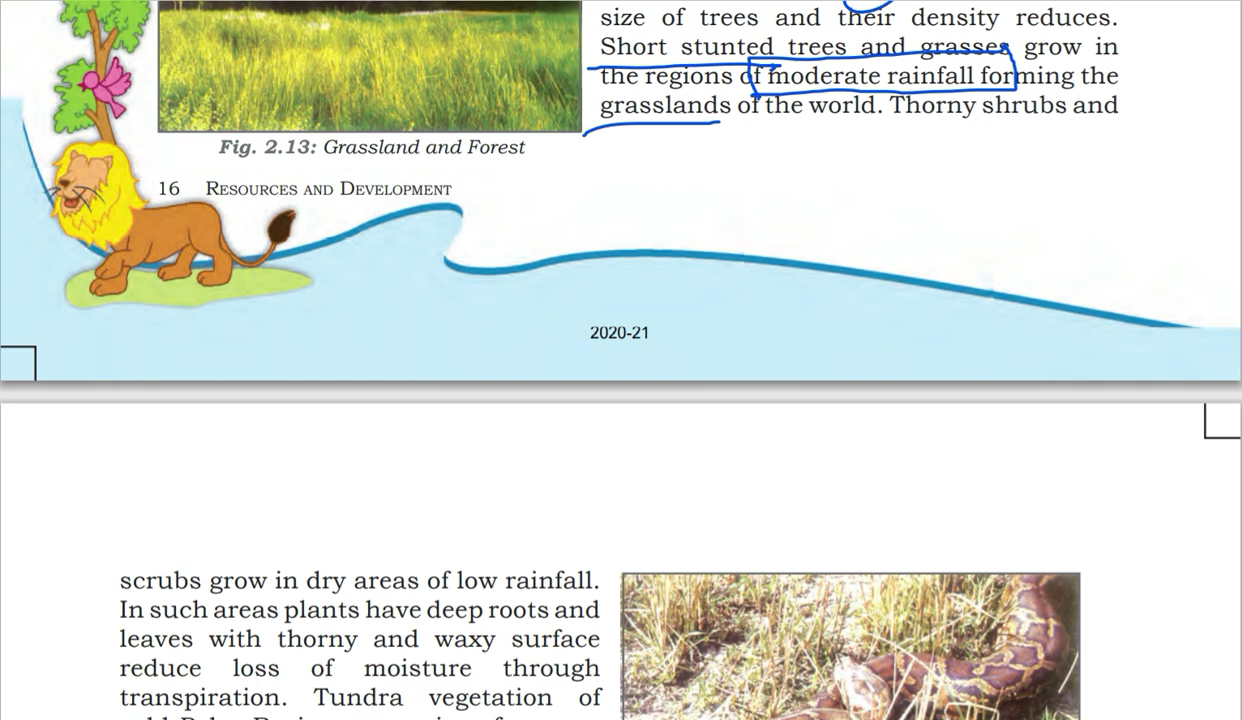 size of trees and their density reduces.
Short stunted trees and grasses grow in
the regions of moderate rainfall forming the
grasslands of the world. Thorny shrubs and
Fig. 2.13: Grassland and Forest
16 RESOURCES AND DEVELOPMENT
2020-21
scrubs grow in dry areas of low rainfall.
In such areas plants have deep roots and
leaves with thorny and waxy surface
reduce loss of moisture through
transpiration. Tundra vegetation of